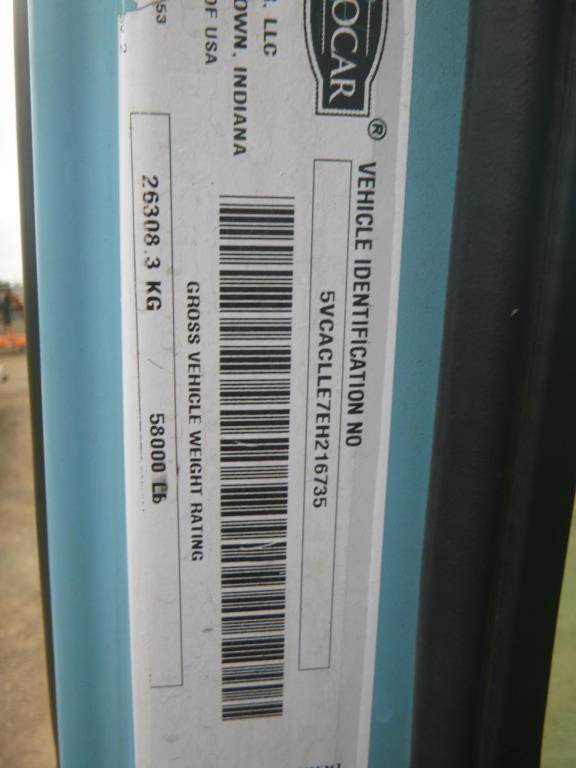 OCAR
®
, LLC
OWN, INDIANA
OF USA
53
VEHICLE IDENTIFICATION NO
5VCACLLE7EH216735
GROSS VEHICLE WEIGHT RATING
26308.3 KG / 58000 LB